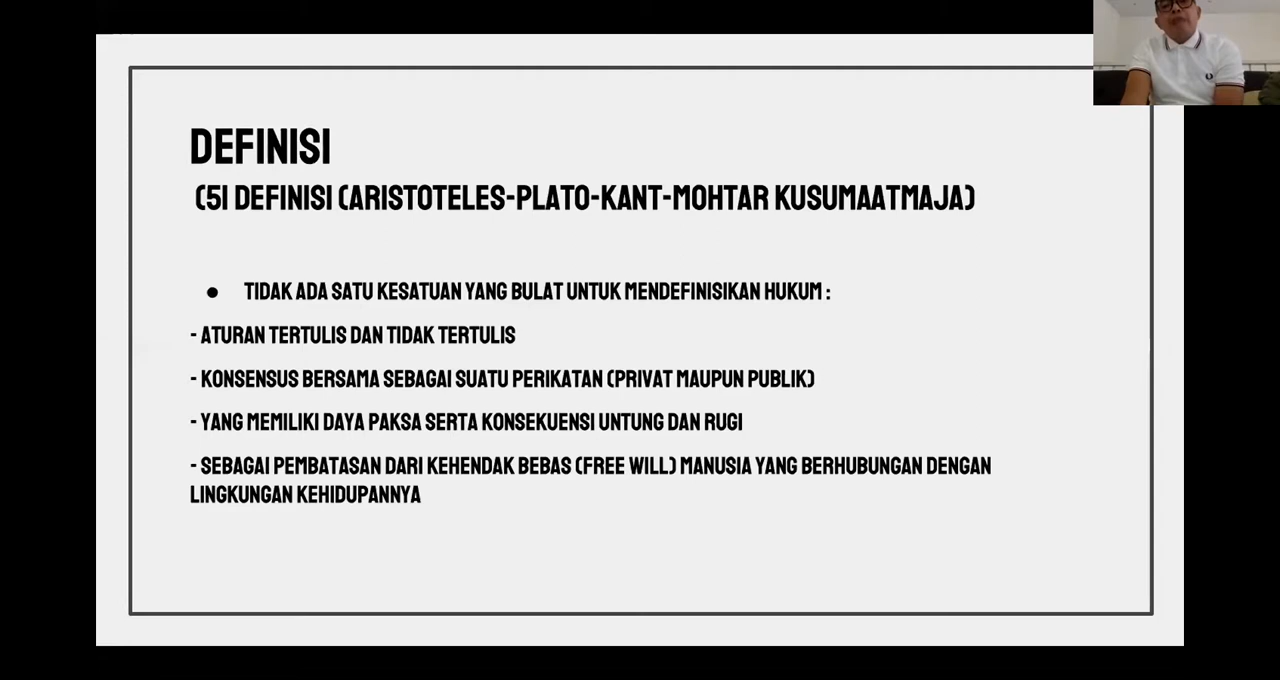 DEFINISI
(51 DEFINISI (ARISTOTELES-PLATO-KANT-MOHTAR KUSUMAATMAJA)
● TIDAK ADA SATU KESATUAN YANG BULAT UNTUK MENDEFINISIKAN HUKUM :
- ATURAN TERTULIS DAN TIDAK TERTULIS
- KONSENSUS BERSAMA SEBAGAI SUATU PERIKATAN (PRIVAT MAUPUN PUBLIK)
- YANG MEMILIKI DAYA PAKSA SERTA KONSEKUENSI UNTUNG DAN RUGI
- SEBAGAI PEMBATASAN DARI KEHENDAK BEBAS (FREE WILL) MANUSIA YANG BERHUBUNGAN DENGAN
LINGKUNGAN KEHIDUPANNYA